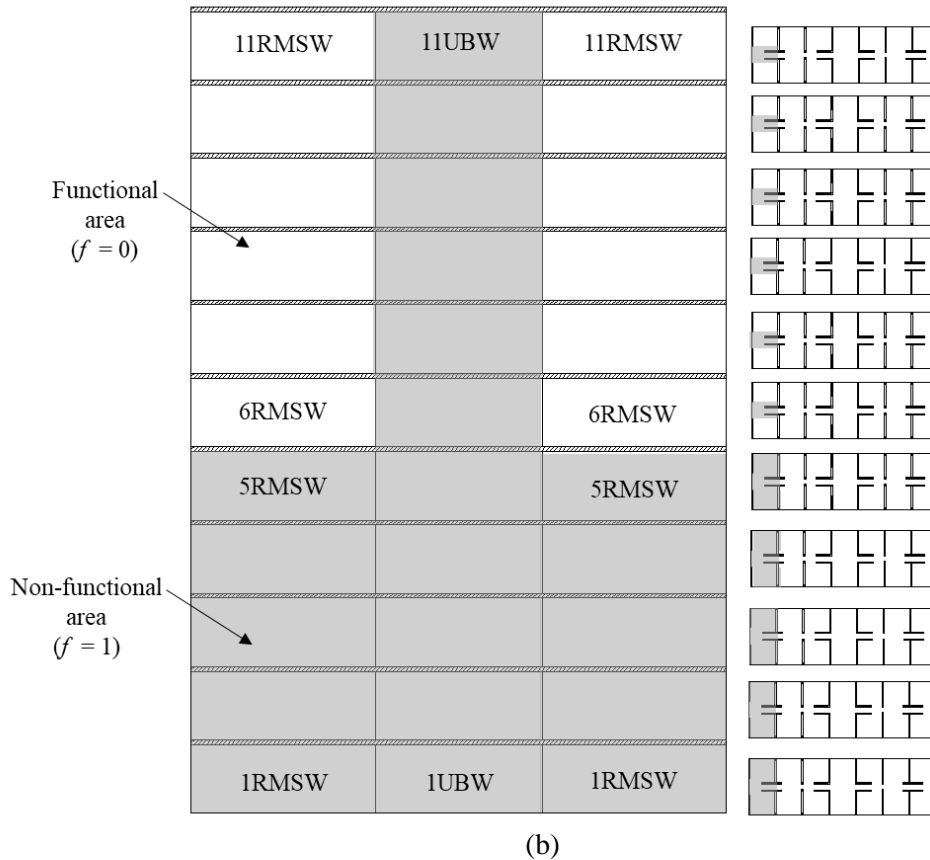 11RMSW 11UBW 11RMSW
Functional
area
(f = 0)
6RMSW 6RMSW
5RMSW 5RMSW
Non-functional
area
(f = 1)
1RMSW 1UBW 1RMSW
(b)